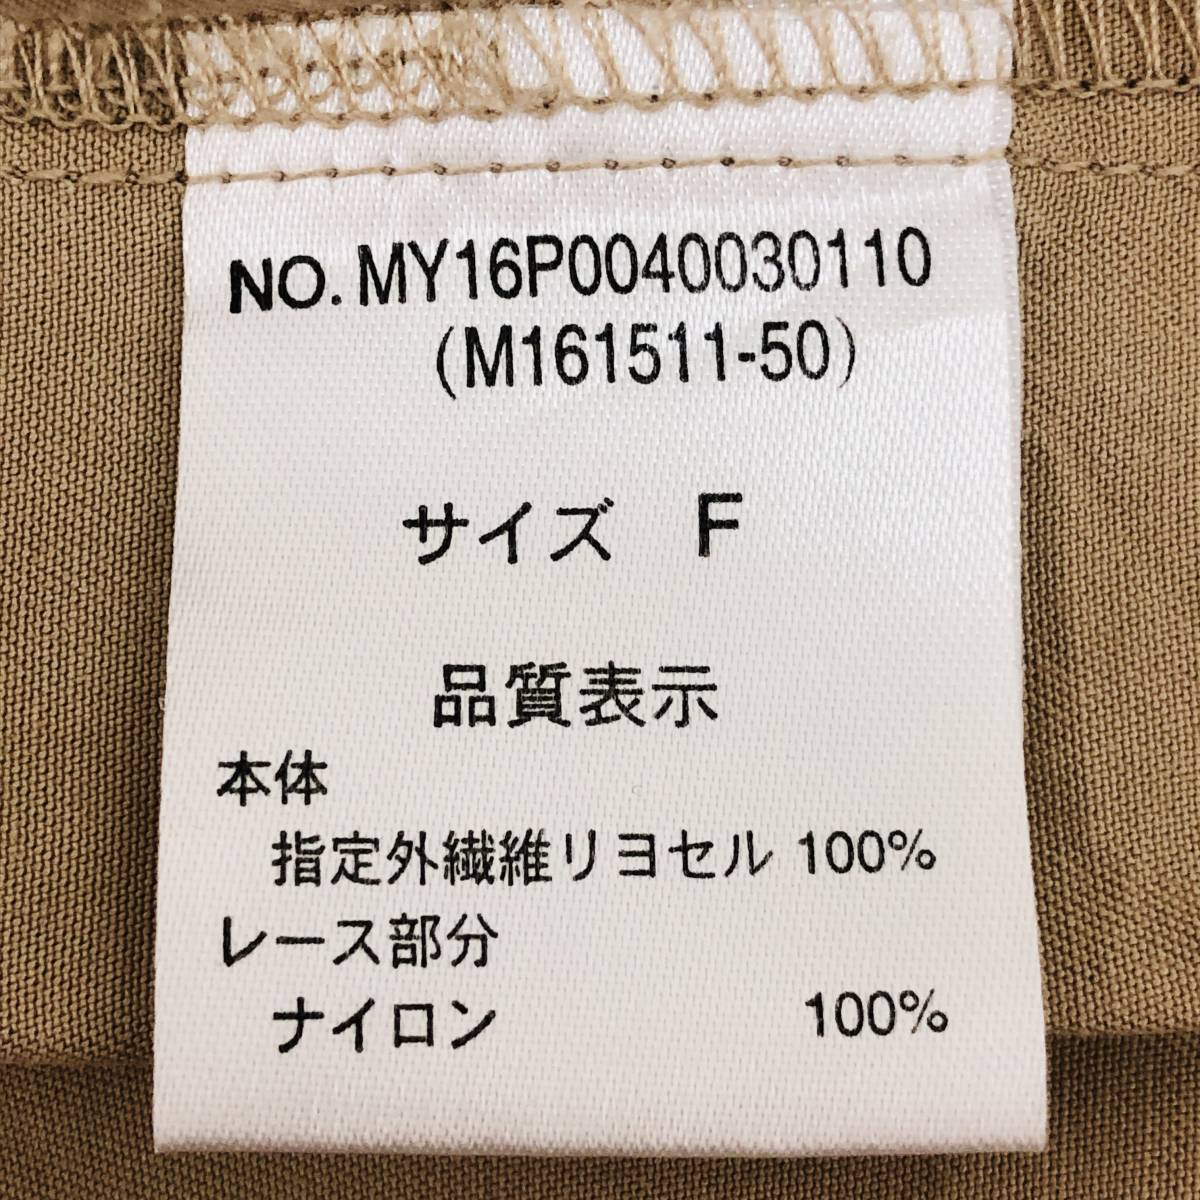 NO.MY16P0040030110
(M161511-50)
サイズ F
品質表示
本体
指定外繊維リヨセル 100%
レース部分
ナイロン 100%